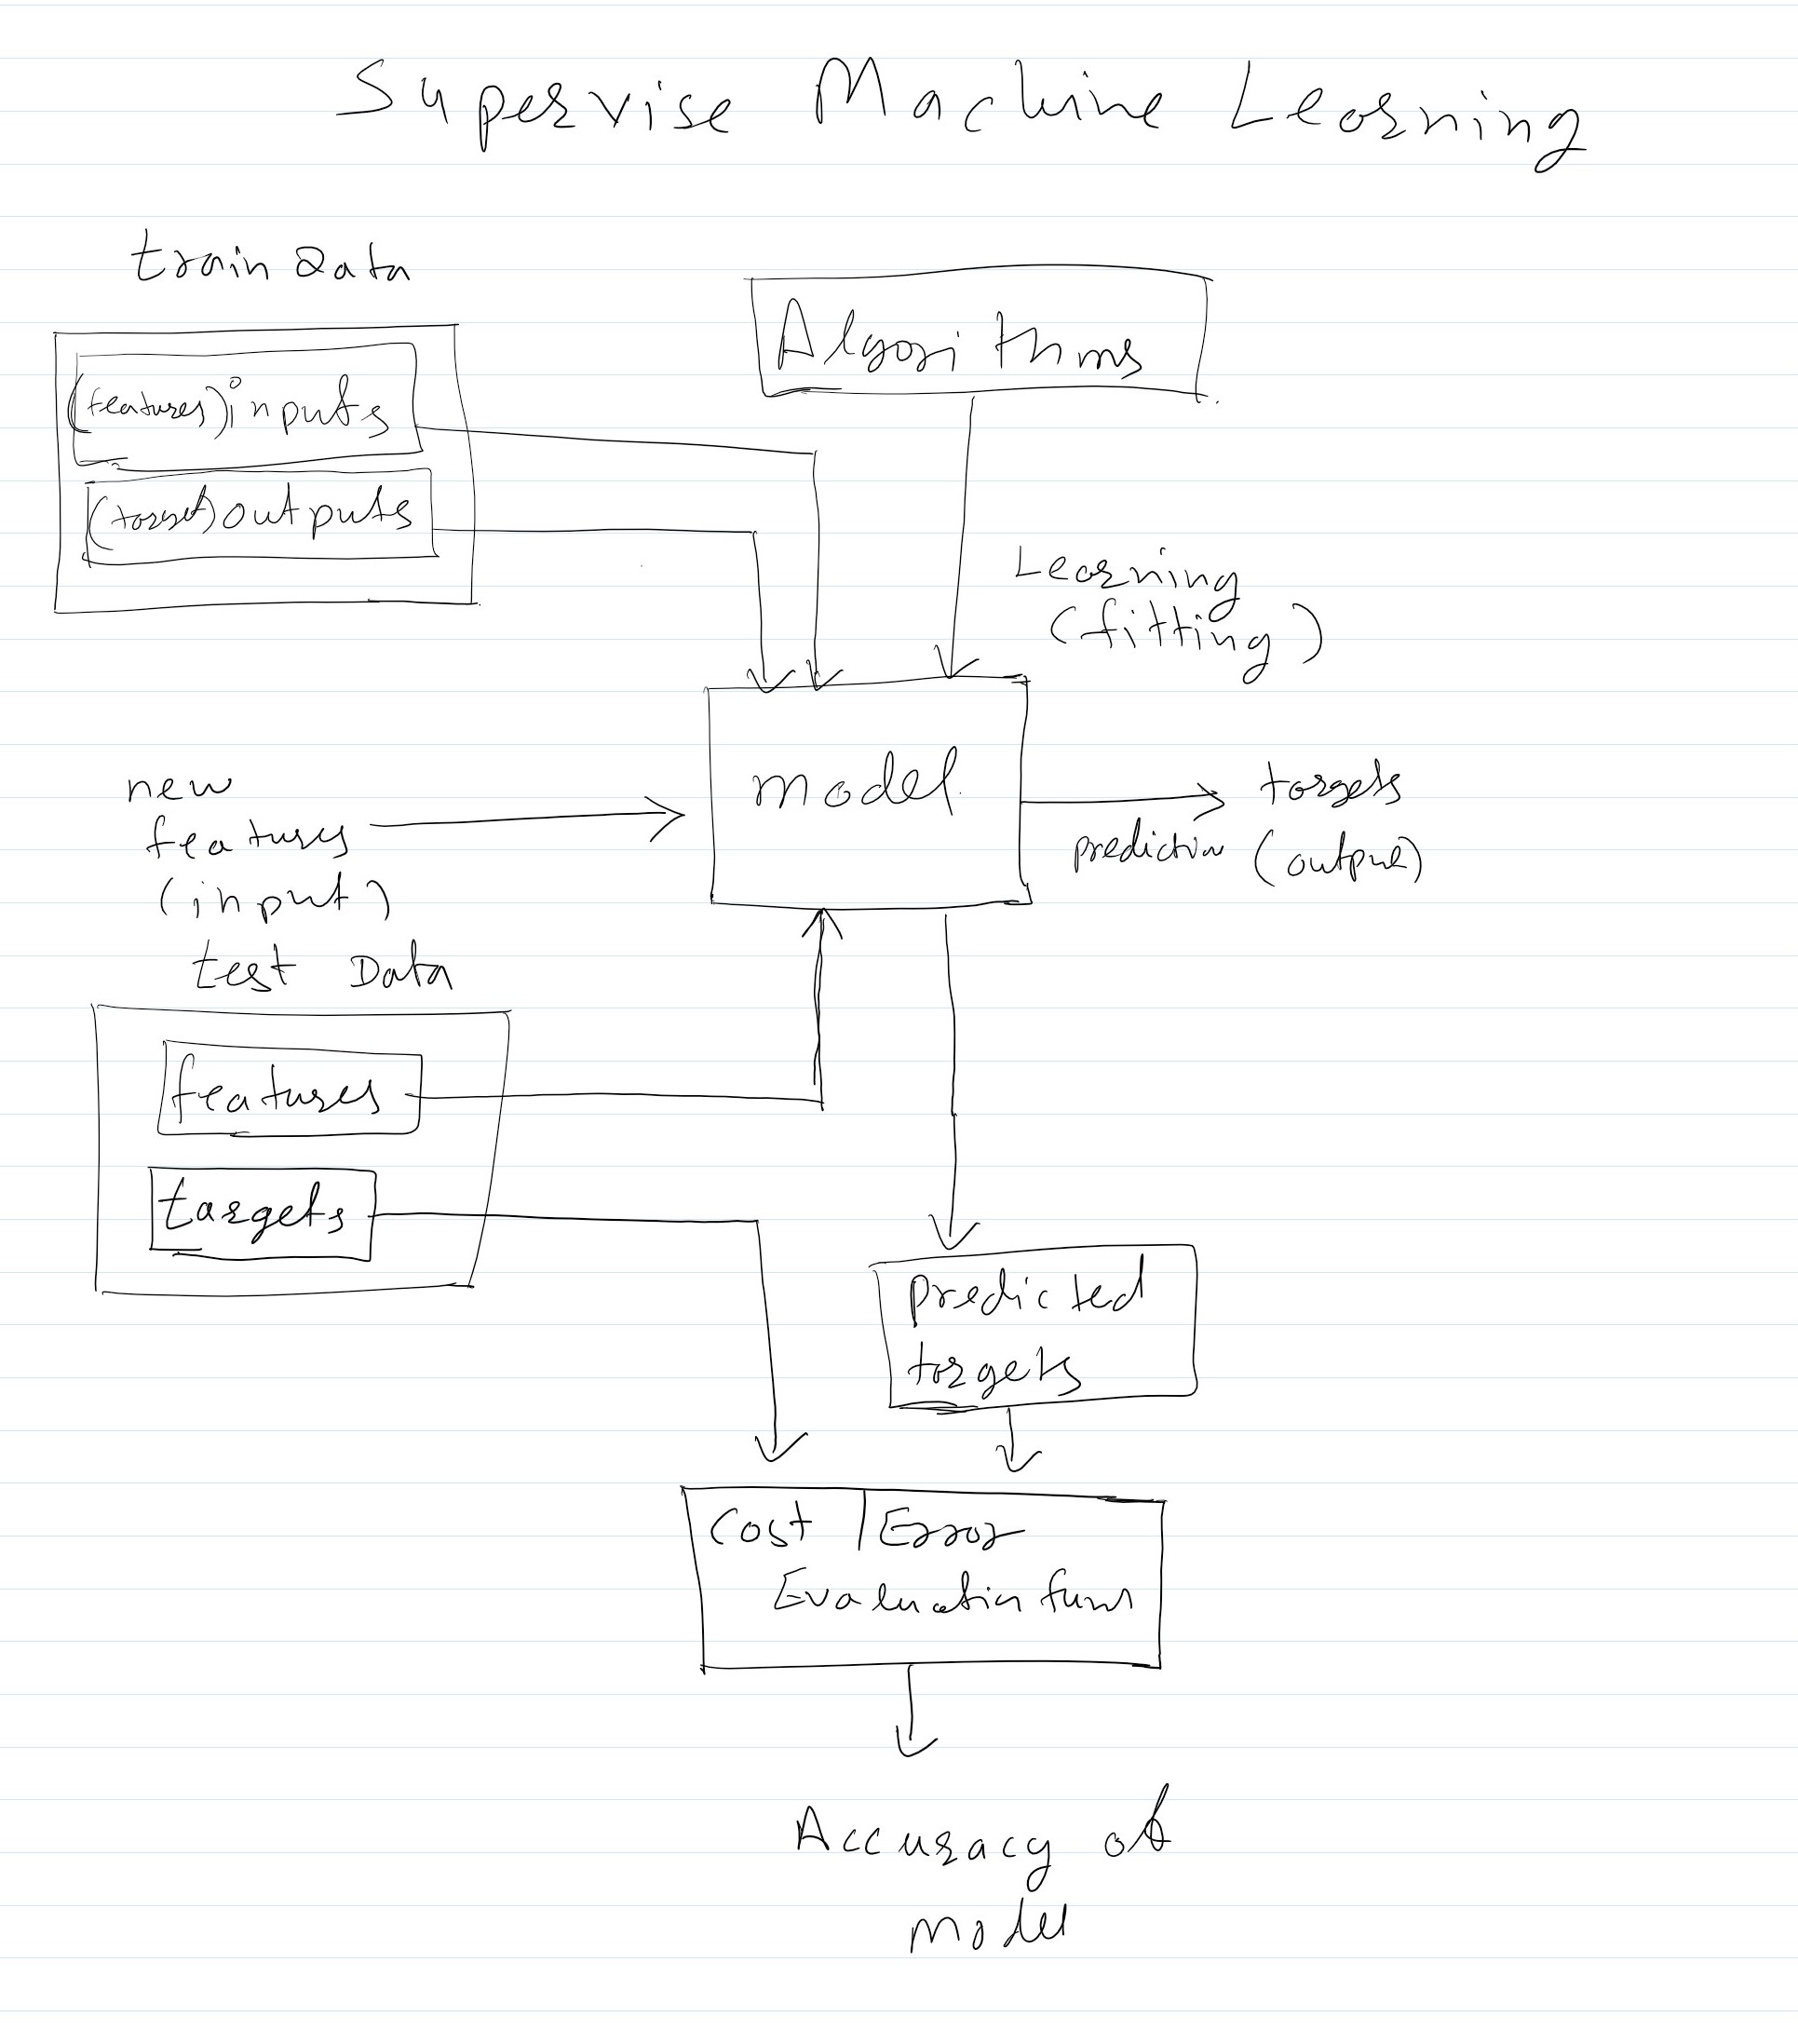 Supervise Machine Learning
train Data
Algorithms
(features) inputs
(target) outputs
Learning
(fitting)
new
features
(input)
model
targets
prediction (output)
test Data
features
targets
predicted
targets
Cost / Error
Evaluation func
Accuracy of
model